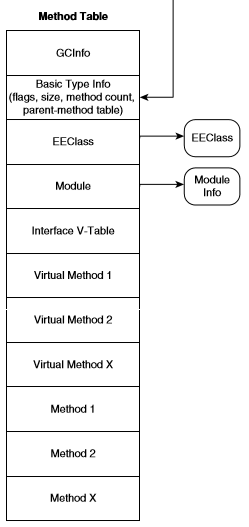 Method Table
GCInfo
Basic Type Info
(flags, size, method count,
parent-method table)
EEClass
EEClass
Module
Module
Info
Interface V-Table
Virtual Method 1
Virtual Method 2
Virtual Method X
Method 1
Method 2
Method X